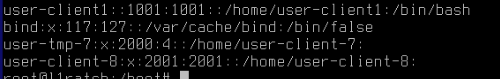 user-client1::1001:1001::/home/user-client1:/bin/bash
bind:x:117:127::/var/cache/bind:/bin/false
user-tmp-7:x:2000:4::/home/user-client-7:
user-client-8:x:2001:2001::/home/user-client-8: